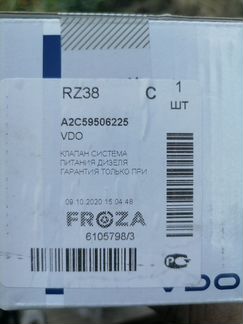 RZ38 C 1
шт
A2C59506225
VDO
КЛАПАН СИСТЕМА
ПИТАНИЯ ДИЗЕЛЯ
ГАРАНТИЯ ТОЛЬКО ПРИ
09.10.2020 15:04:48
FROZA
6105798/3
VDO